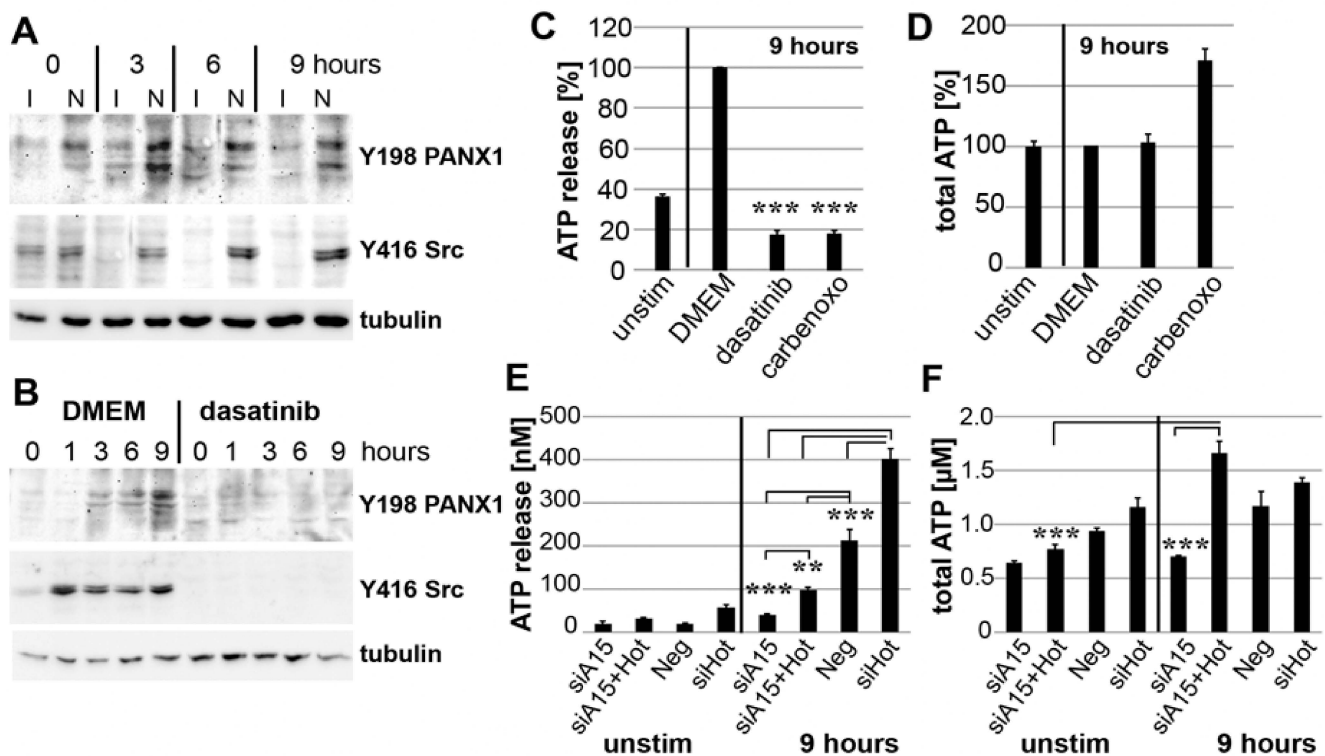 A
0 3 6 9 hours
I N I N I N I N
Y198 PANX1
Y416 Src
tubulin
B
DMEM dasatinib
0 1 3 6 9 0 1 3 6 9 hours
Y198 PANX1
Y416 Src
tubulin
C
9 hours
ATP release [%]
120
100
80
60
40
20
0
***
***
unstim
DMEM
dasatinib
carbenoxo
D
9 hours
total ATP [%]
200
150
100
50
0
unstim
DMEM
dasatinib
carbenoxo
E
ATP release [nM]
500
400
300
200
100
0
***
**
***
siA15
siA15+Hot
Neg
siHot
siA15
siA15+Hot
Neg
siHot
unstim 9 hours
F
total ATP [µM]
2.0
1.5
1.0
0.5
0
***
***
siA15
siA15+Hot
Neg
siHot
siA15
siA15+Hot
Neg
siHot
unstim 9 hours